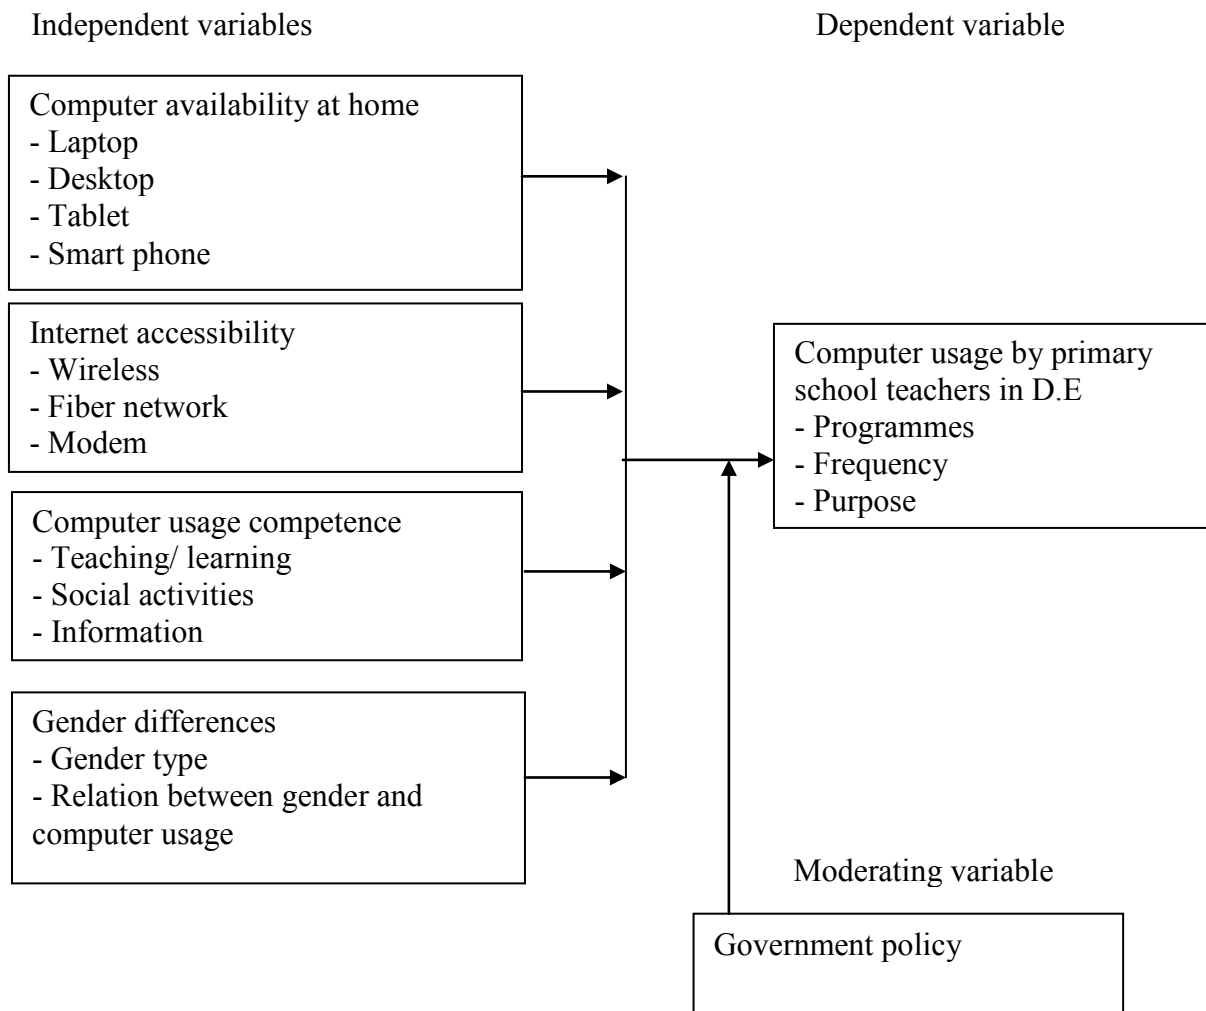 Independent variables
Dependent variable
Computer availability at home
- Laptop
- Desktop
- Tablet
- Smart phone
Internet accessibility
- Wireless
- Fiber network
- Modem
Computer usage competence
- Teaching/ learning
- Social activities
- Information
Gender differences
- Gender type
- Relation between gender and
computer usage
Computer usage by primary
school teachers in D.E
- Programmes
- Frequency
- Purpose
Moderating variable
Government policy